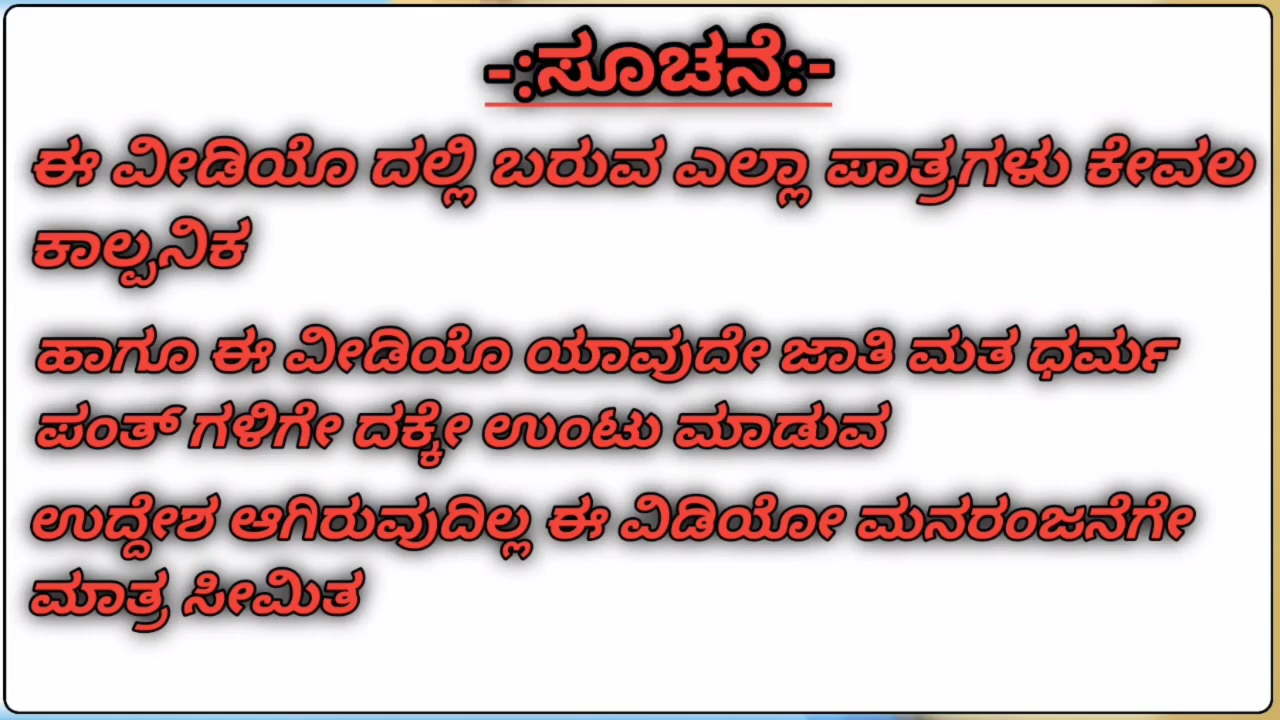 -:ಸೂಚನೆ:-
ಈ ವೀಡಿಯೊ ದಲ್ಲಿ ಬರುವ ಎಲ್ಲಾ ಪಾತ್ರಗಳು ಕೇವಲ
ಕಾಲ್ಪನಿಕ
ಹಾಗೂ ಈ ವೀಡಿಯೊ ಯಾವುದೇ ಜಾತಿ ಮತ ಧರ್ಮ
ಪಂತ್ ಗಳಿಗೇ ದಕ್ಕೇ ಉಂಟು ಮಾಡುವ
ಉದ್ದೇಶ ಆಗಿರುವುದಿಲ್ಲ ಈ ವಿಡಿಯೋ ಮನರಂಜನೆಗೇ
ಮಾತ್ರ ಸೀಮಿತ